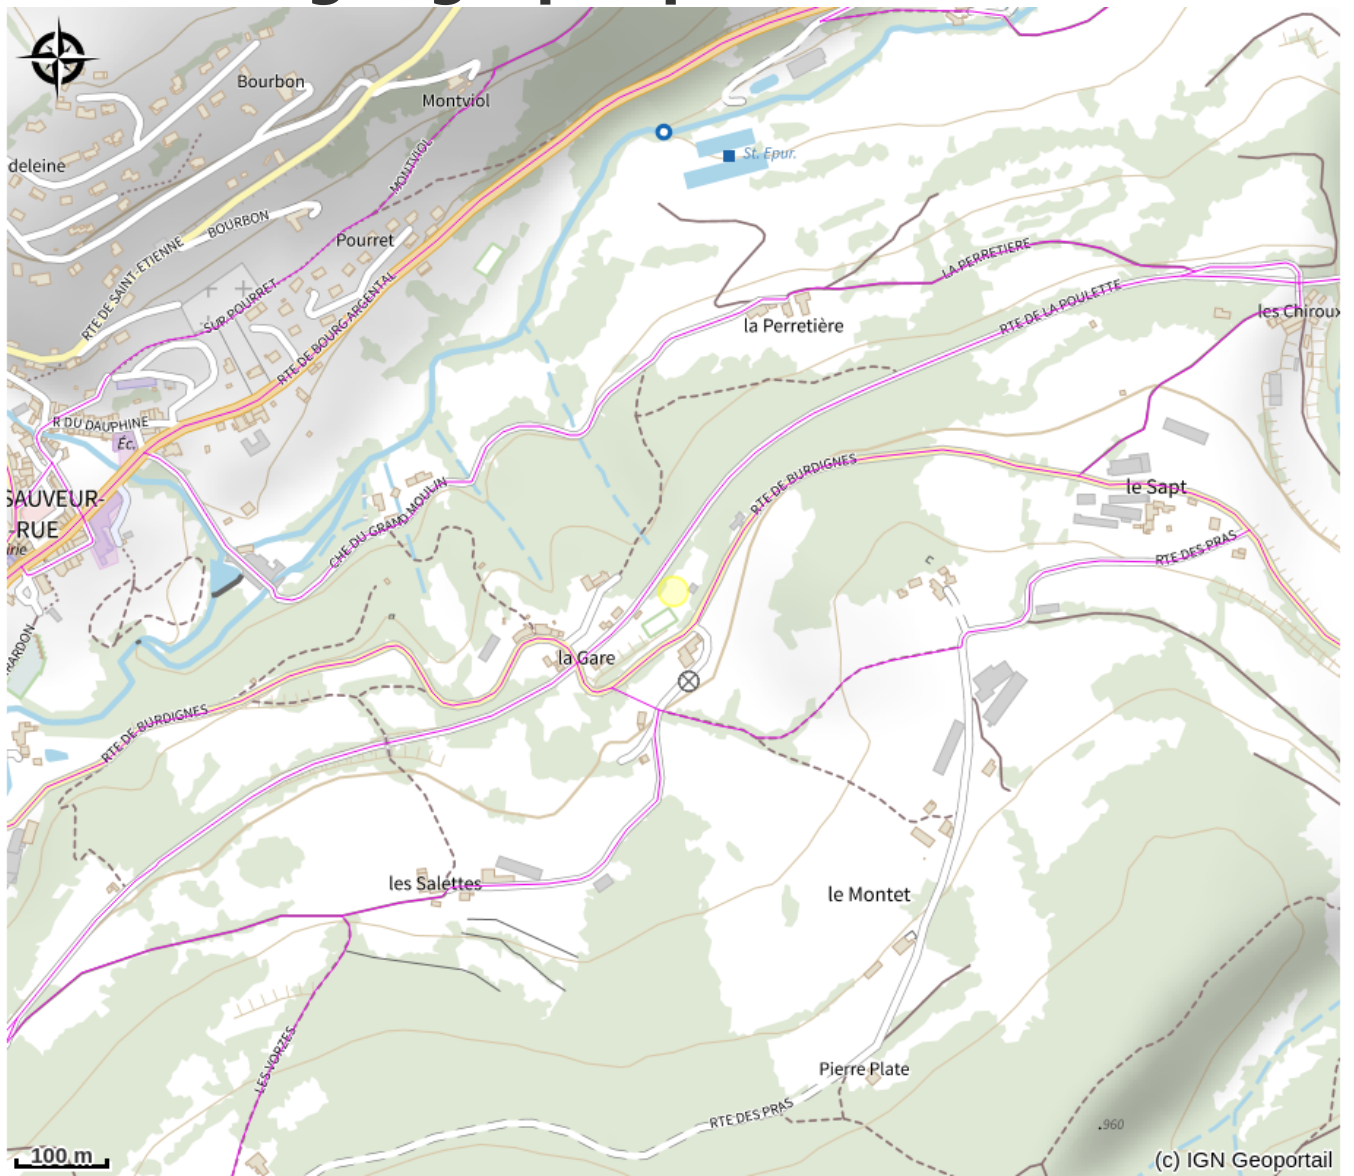 Bourbon
Montviol
deleine
MONTVIOL
St. Epur.
BOURBON
Pourret
RTE DE SAINT-ETIENNE
LA PERRETIERE
SUR POURRET
RTE DE BOURG ARGENTAL
RTE DE LA POULETTE
les Chiroux
la Perretière
R DU DAUPHINE
Éc.
RTE DE BURDIGNES
SAUVEUR-
-RUE
irie
le Sapt
CHE DU GRAND MOULIN
RTE DES PRAS
RARDON
la Gare
RTE DE BURDIGNES
les Salettes
le Montet
LES VORZES
Pierre Plate
RTE DES PRAS
.960
100 m
(c) IGN Geoportail